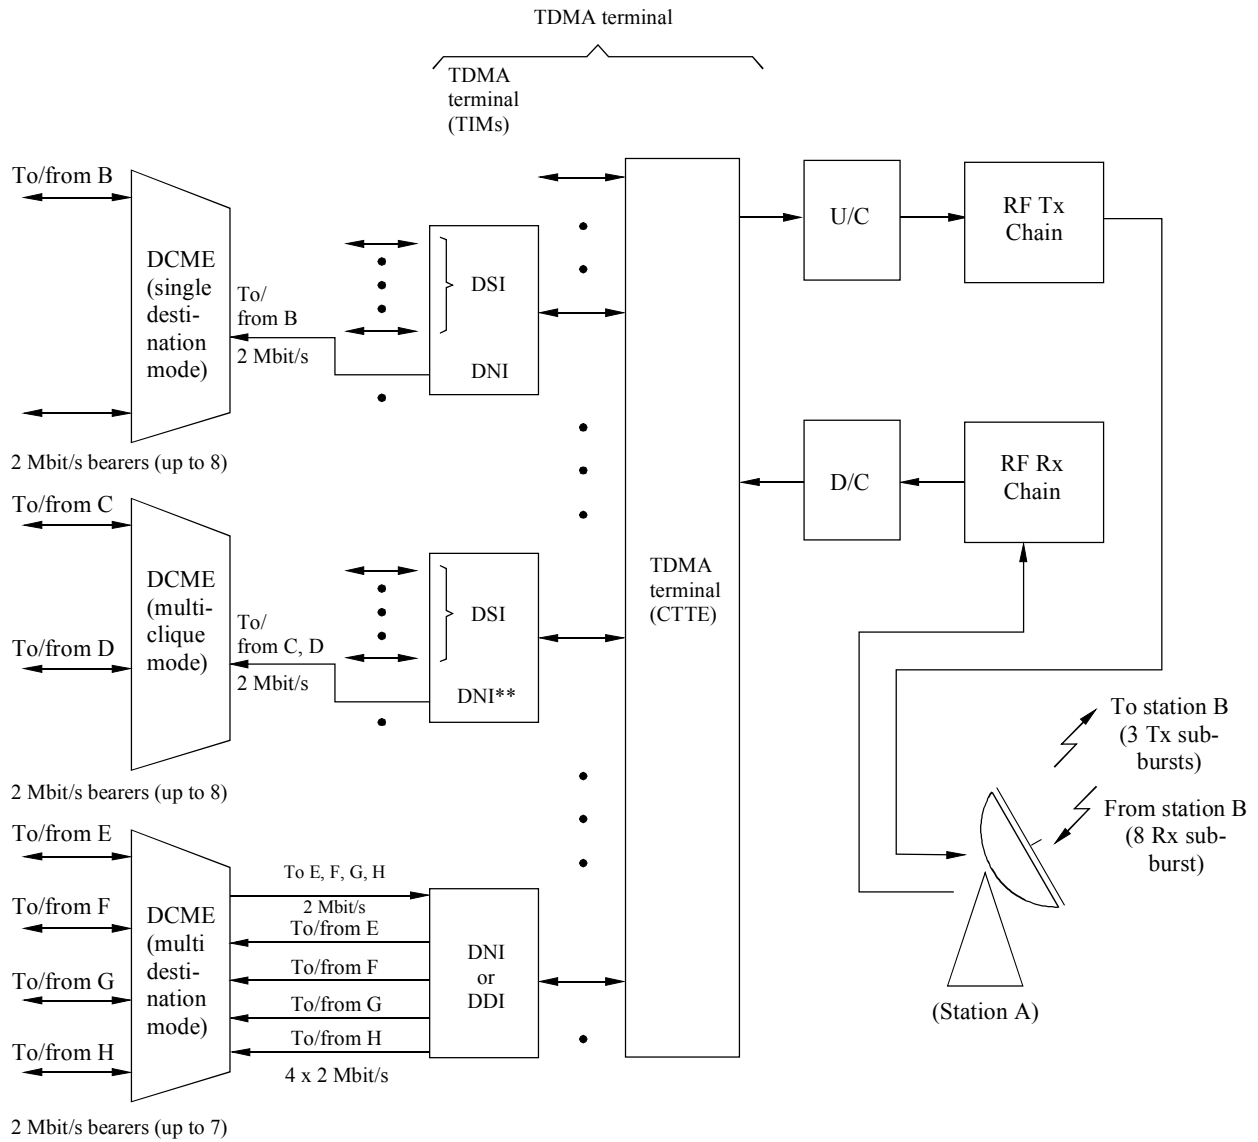 TDMA terminal
TDMA
terminal
(TIMs)
To/from B
DCME
(single
desti-
nation
mode)
To/
from B
2 Mbit/s
DSI
DNI
2 Mbit/s bearers (up to 8)
U/C
RF Tx
Chain
D/C
RF Rx
Chain
TDMA
terminal
(CTTE)
To/from C
To/from D
DCME
(multi-
clique
mode)
To/
from C, D
2 Mbit/s
DSI
DNI**
2 Mbit/s bearers (up to 8)
To station B
(3 Tx sub-
bursts)
From station B
(8 Rx sub-
burst)
(Station A)
To/from E
To/from F
To/from G
To/from H
DCME
(multi
desti-
nation
mode)
To E, F, G, H
2 Mbit/s
To/from E
To/from F
To/from G
To/from H
4 x 2 Mbit/s
DNI
or
DDI
2 Mbit/s bearers (up to 7)